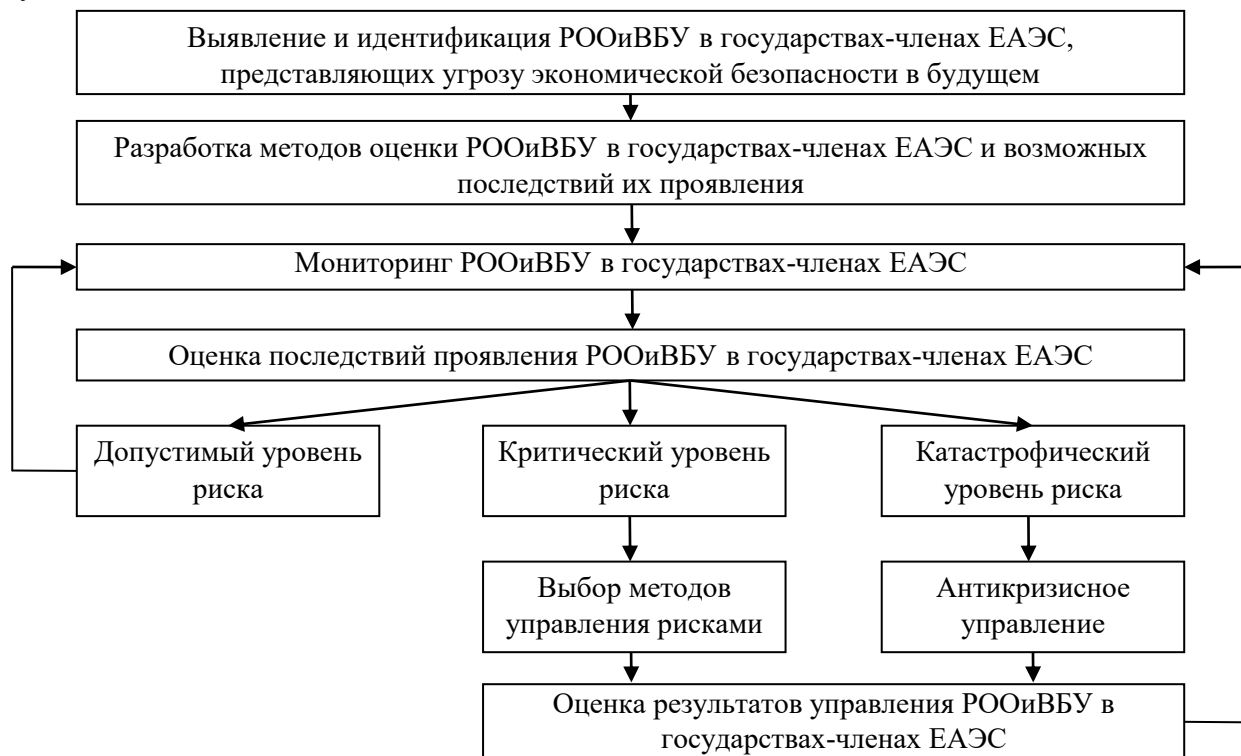 Выявление и идентификация РООиВБУ в государствах-членах ЕАЭС,
представляющих угрозу экономической безопасности в будущем
Разработка методов оценки РООиВБУ в государствах-членах ЕАЭС и возможных
последствий их проявления
Мониторинг РООиВБУ в государствах-членах ЕАЭС
Оценка последствий проявления РООиВБУ в государствах-членах ЕАЭС
Допустимый уровень
риска
Критический уровень
риска
Катастрофический
уровень риска
Выбор методов
управления рисками
Антикризисное
управление
Оценка результатов управления РООиВБУ в
государствах-членах ЕАЭС